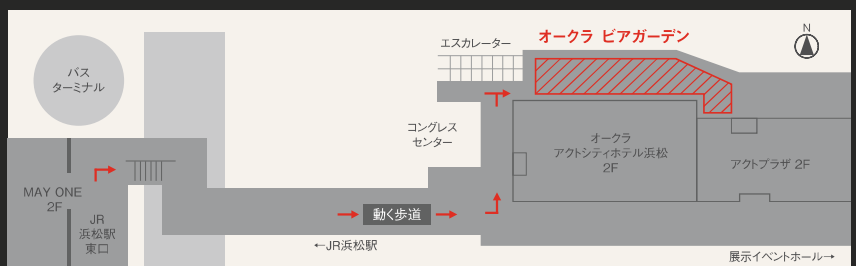 N
オークラ ビアガーデン
エスカレーター
バス
ターミナル
コングレス
センター
オークラ
アクトシティホテル浜松
2F
アクトプラザ 2F
MAY ONE
2F
JR
浜松駅
東口
動く歩道
←JR浜松駅
展示イベントホール→